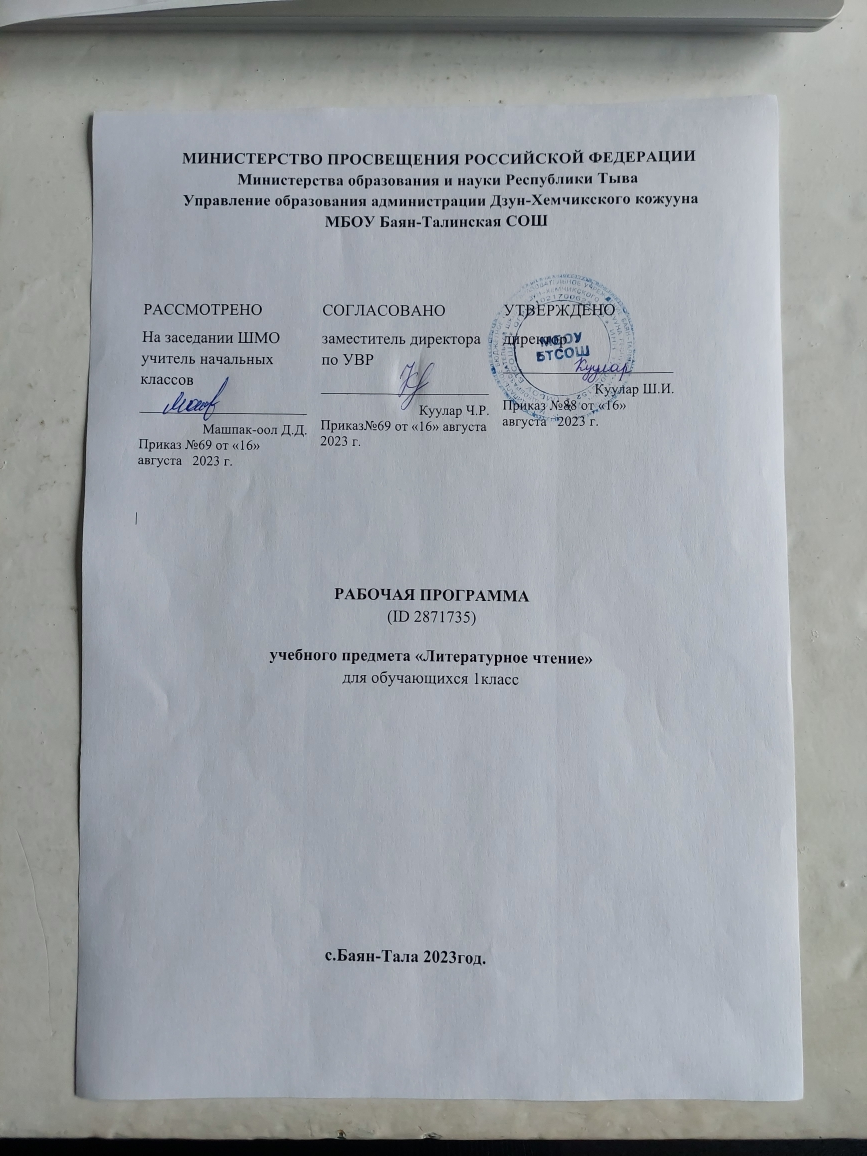 МИНИСТЕРСТВО ПРОСВЕЩЕНИЯ РОССИЙСКОЙ ФЕДЕРАЦИИ
Министерства образования и науки Республики Тыва
Управление образования администрации Дзун-Хемчикского кожууна
МБОУ Баян-Талинская СОШ
РАССМОТРЕНО
На заседании ШМО
учитель начальных
классов
Машпак-оол Д.Д.
Приказ №69 от «16»
августа 2023 г.
СОГЛАСОВАНО
заместитель директора
по УВР
Куулар Ч.Р.
Приказ№69 от «16» августа
2023 г.
УТВЕРЖДЕНО
директор
МБОУ
БТСОШ
Куулар
Куулар Ш.И.
Приказ №88 от «16»
августа 2023 г.
РАБОЧАЯ ПРОГРАММА
(ID 2871735)
учебного предмета «Литературное чтение»
для обучающихся 1класс
с.Баян-Тала 2023год.